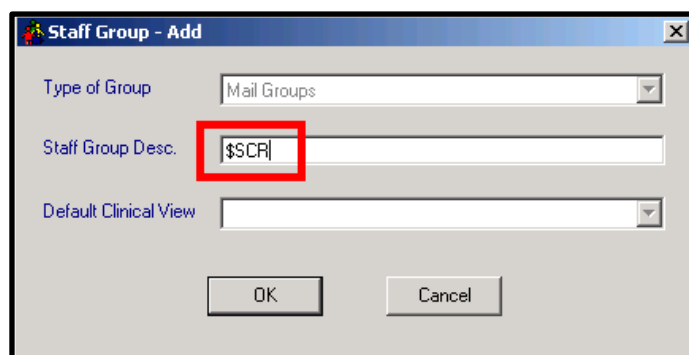 Staff Group - Add
Type of Group Mail Groups
Staff Group Desc. $SCR
Default Clinical View
OK Cancel